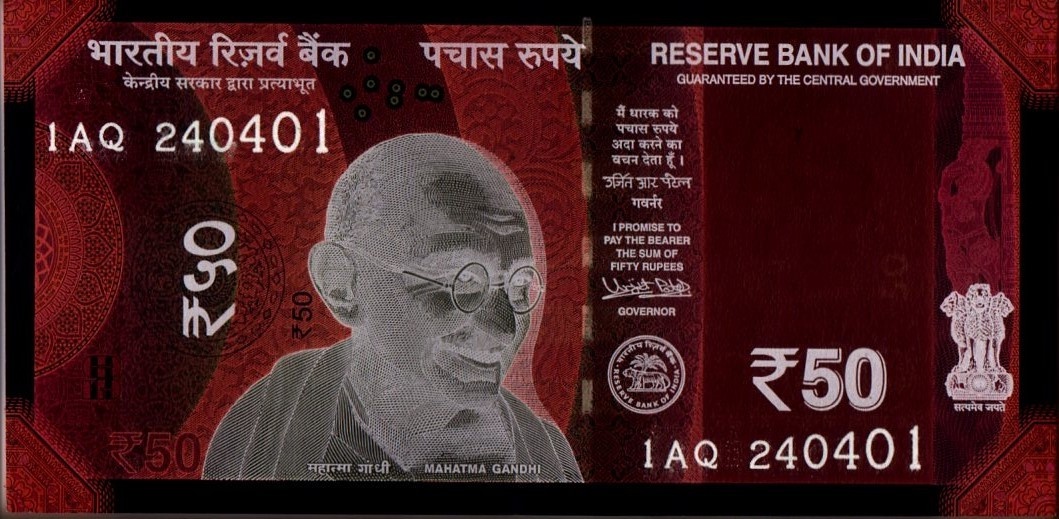 भारतीय रिज़र्व बैंक
केन्द्रीय सरकार द्वारा प्रत्याभूत
पचास रुपये
RESERVE BANK OF INDIA
GUARANTEED BY THE CENTRAL GOVERNMENT
1AQ 240401
मैं धारक को
पचास रुपये
अदा करने का
वचन देता हूँ ।
उर्जित आर पटेल
गवर्नर
I PROMISE TO
PAY THE BEARER
THE SUM OF
FIFTY RUPEES
GOVERNOR
₹५०
₹50
भारतीय रिज़र्व बैंक
RESERVE BANK OF INDIA
₹50
सत्यमेव जयते
₹50
महात्मा गांधी
MAHATMA GANDHI
1AQ 240401